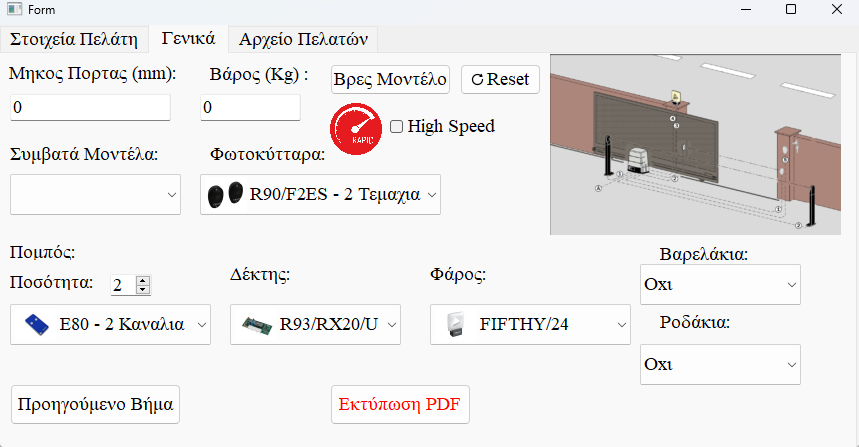 Form
Στοιχεία Πελάτη Γενικά Αρχείο Πελατών
Μηκος Πορτας (mm): Βάρος (Kg) : Βρες Μοντέλο Reset
0 0
RAPID High Speed
Συμβατά Μοντέλα: Φωτοκύτταρα:
R90/F2ES - 2 Τεμαχια
Πομπός:
Ποσότητα: 2 Δέκτης: Φάρος: Βαρελάκια:
Οχι
E80 - 2 Καναλια R93/RX20/U FIFTHY/24
Ροδάκια:
Οχι
Προηγούμενο Βήμα Εκτύπωση PDF